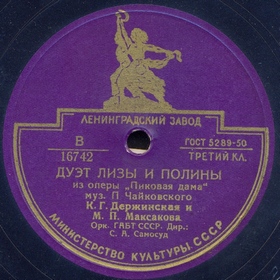 ЛЕНИНГРАДСКИЙ ЗАВОД
В
16742
ГОСТ 5289-50
ТРЕТИЙ КЛ.
ДУЭТ ЛИЗЫ И ПОЛИНЫ
из оперы „Пиковая дама“
муз. П. Чайковского
К. Г. Держинская и
М. П. Максакова.
Орк. ГАБТ СССР. Дир.:
С. А. Самосуд
МИНИСТЕРСТВО КУЛЬТУРЫ СССР